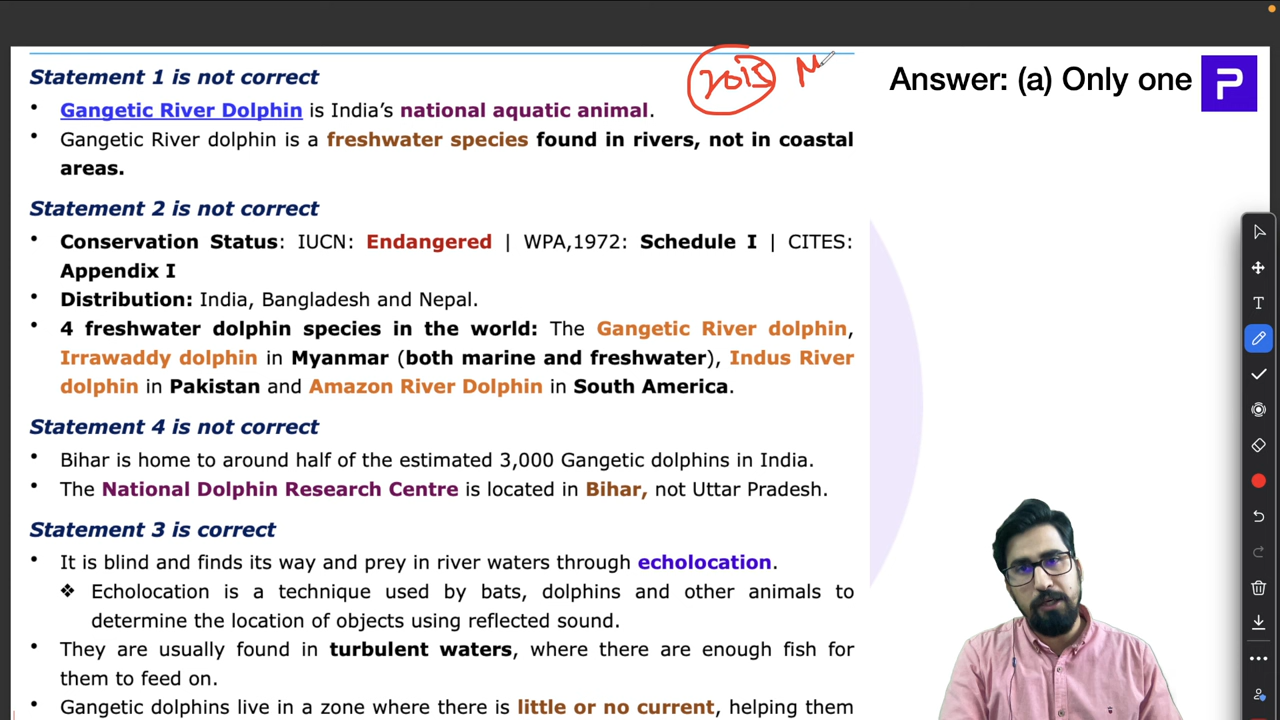 2015 M
Answer: (a) Only one
Statement 1 is not correct
• Gangetic River Dolphin is India's national aquatic animal.
• Gangetic River dolphin is a freshwater species found in rivers, not in coastal
areas.
Statement 2 is not correct
• Conservation Status: IUCN: Endangered | WPA,1972: Schedule I | CITES:
Appendix I
• Distribution: India, Bangladesh and Nepal.
• 4 freshwater dolphin species in the world: The Gangetic River dolphin,
Irrawaddy dolphin in Myanmar (both marine and freshwater), Indus River
dolphin in Pakistan and Amazon River Dolphin in South America.
Statement 4 is not correct
• Bihar is home to around half of the estimated 3,000 Gangetic dolphins in India.
• The National Dolphin Research Centre is located in Bihar, not Uttar Pradesh.
Statement 3 is correct
• It is blind and finds its way and prey in river waters through echolocation.
❖ Echolocation is a technique used by bats, dolphins and other animals to
determine the location of objects using reflected sound.
• They are usually found in turbulent waters, where there are enough fish for
them to feed on.
• Gangetic dolphins live in a zone where there is little or no current, helping them